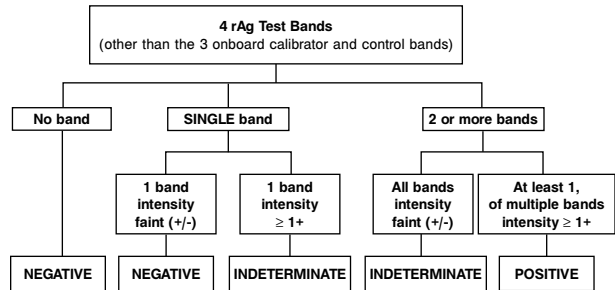 4 rAg Test Bands
(other than the 3 onboard calibrator and control bands)
No band
SINGLE band
2 or more bands
1 band
intensity
faint (+/-)
1 band
intensity
≥ 1+
All bands
intensity
faint (+/-)
At least 1,
of multiple bands
intensity ≥ 1+
NEGATIVE
NEGATIVE
INDETERMINATE
INDETERMINATE
POSITIVE